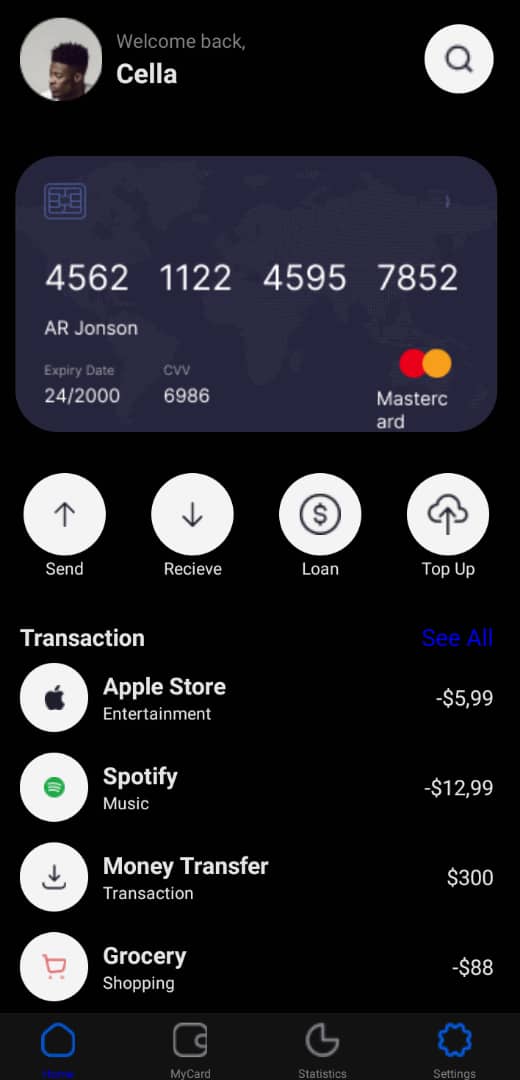 Welcome back,
Cella
4562 1122 4595 7852
AR Jonson
Expiry Date CVV
24/2000 6986
Masterc
ard
Send Recieve Loan Top Up
Transaction See All
Apple Store
Entertainment
-$5,99
Spotify
Music
-$12,99
Money Transfer
Transaction
$300
Grocery
Shopping
-$88
Home MyCard Statistics Settings